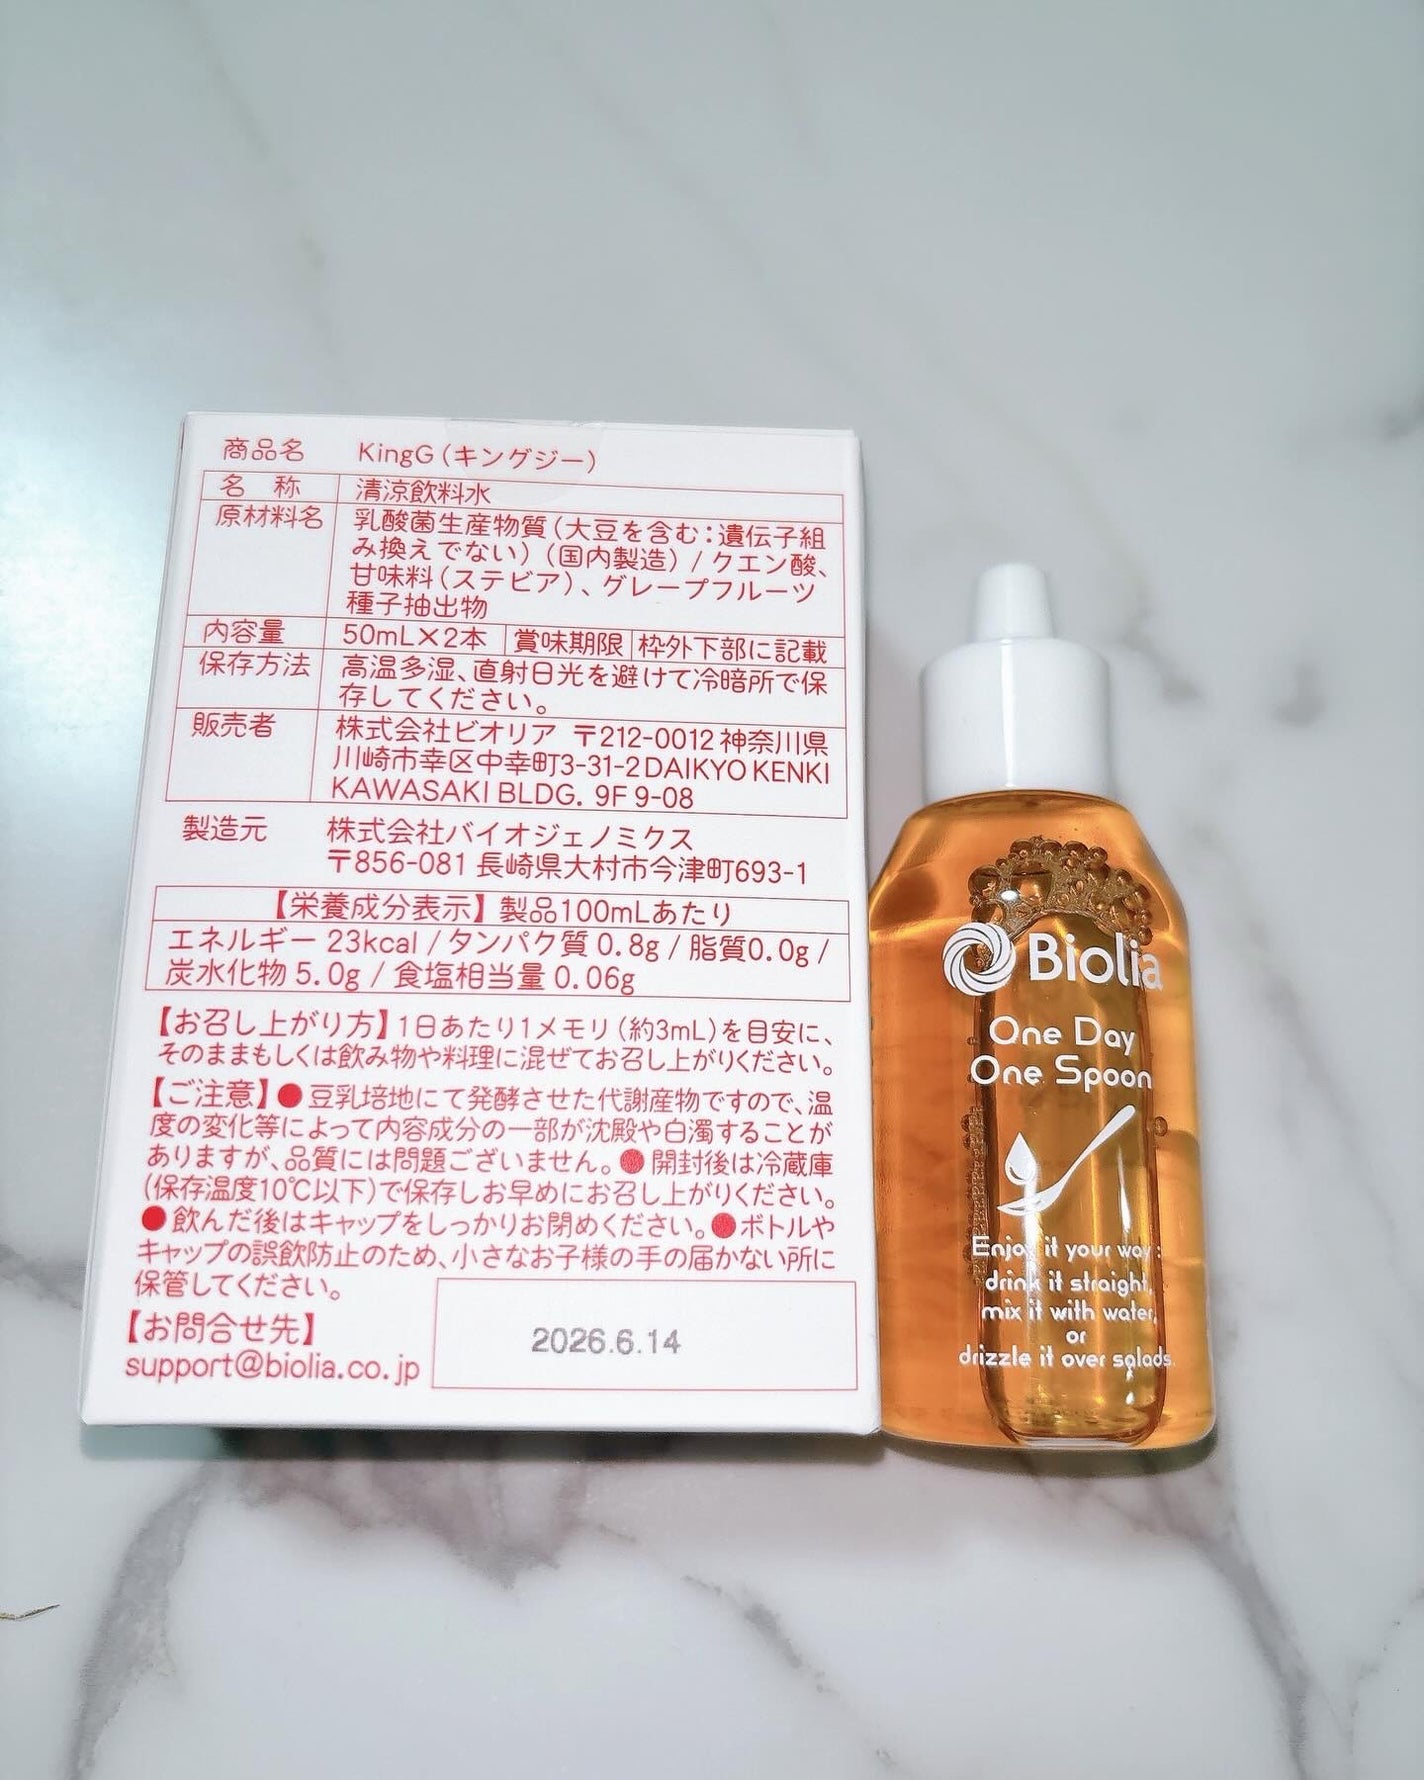 商品名 KingG(キングジー)
名 称 清涼飲料水
原材料名 乳酸菌生産物質(大豆を含む:遺伝子組
み換えでない)(国内製造)/クエン酸、
甘味料(ステビア)、グレープフルーツ
種子抽出物
内容量 50mL×2本 賞味期限 枠外下部に記載
保存方法 高温多湿、直射日光を避けて冷暗所で保
存してください。
販売者 株式会社ビオリア 〒212-0012 神奈川県
川崎市幸区中幸町3-31-2 DAIKYO KENKI
KAWASAKI BLDG. 9F 9-08
製造元 株式会社バイオジェノミクス
〒856-081 長崎県大村市今津町693-1
【栄養成分表示】製品100mLあたり
エネルギー 23kcal / タンパク質 0.8g / 脂質0.0g /
炭水化物 5.0g / 食塩相当量 0.06g
【お召し上がり方】1日あたり1メモリ(約3mL)を目安に、
そのままもしくは飲み物や料理に混ぜてお召し上がりください。
【ご注意】●豆乳培地にて発酵させた代謝産物ですので、温
度の変化等によって内容成分の一部が沈殿や白濁することが
ありますが、品質には問題ございません。●開封後は冷蔵庫
(保存温度10℃以下)で保存しお早めにお召し上がりください。
●飲んだ後はキャップをしっかりお閉めください。●ボトルや
キャップの誤飲防止のため、小さなお子様の手の届かない所に
保管してください。
【お問合せ先】
support@biolia.co.jp
2026.6.14
Biolia
One Day
One Spoon
Enjoy it your way :
drink it straight,
mix it with water,
or
drizzle it over salads.